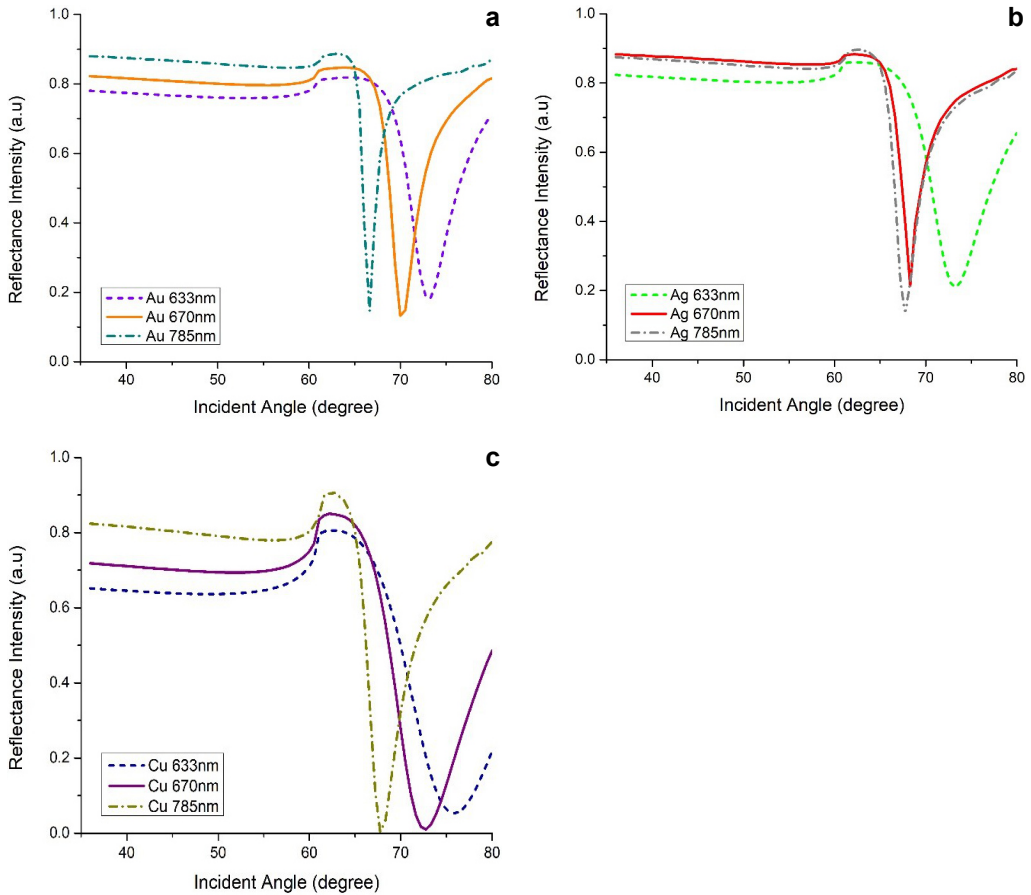 a
1.0
0.8
0.6
0.4
0.2
0.0
Reflectance Intensity (a.u)
Au 633nm
Au 670nm
Au 785nm
40 50 60 70 80
Incident Angle (degree)
b
1.0
0.8
0.6
0.4
0.2
0.0
Reflectance Intensity (a.u)
Ag 633nm
Ag 670nm
Ag 785nm
40 50 60 70 80
Incident Angle (degree)
c
1.0
0.8
0.6
0.4
0.2
0.0
Reflectance Intensity (a.u)
Cu 633nm
Cu 670nm
Cu 785nm
40 50 60 70 80
Incident Angle (degree)